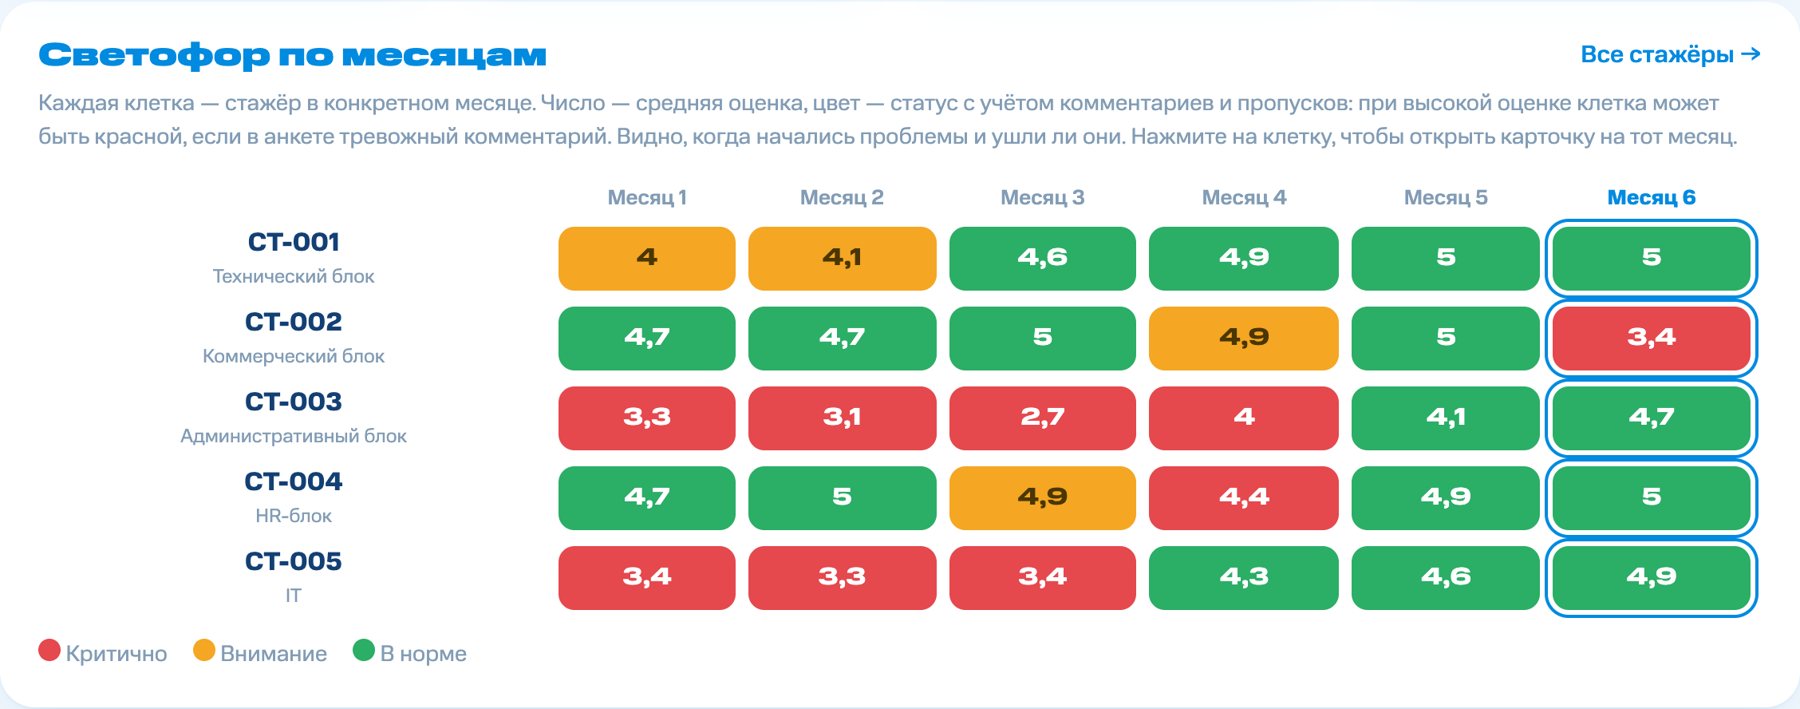 Светофор по месяцам
Все стажёры →
Каждая клетка — стажёр в конкретном месяце. Число — средняя оценка, цвет — статус с учётом комментариев и пропусков: при высокой оценке клетка может
быть красной, если в анкете тревожный комментарий. Видно, когда начались проблемы и ушли ли они. Нажмите на клетку, чтобы открыть карточку на тот месяц.
Месяц 1 Месяц 2 Месяц 3 Месяц 4 Месяц 5 Месяц 6
СТ-001
Технический блок
4 4,1 4,6 4,9 5 5
СТ-002
Коммерческий блок
4,7 4,7 5 4,9 5 3,4
СТ-003
Административный блок
3,3 3,1 2,7 4 4,1 4,7
СТ-004
HR-блок
4,7 5 4,9 4,4 4,9 5
СТ-005
IT
3,4 3,3 3,4 4,3 4,6 4,9
Критично Внимание В норме